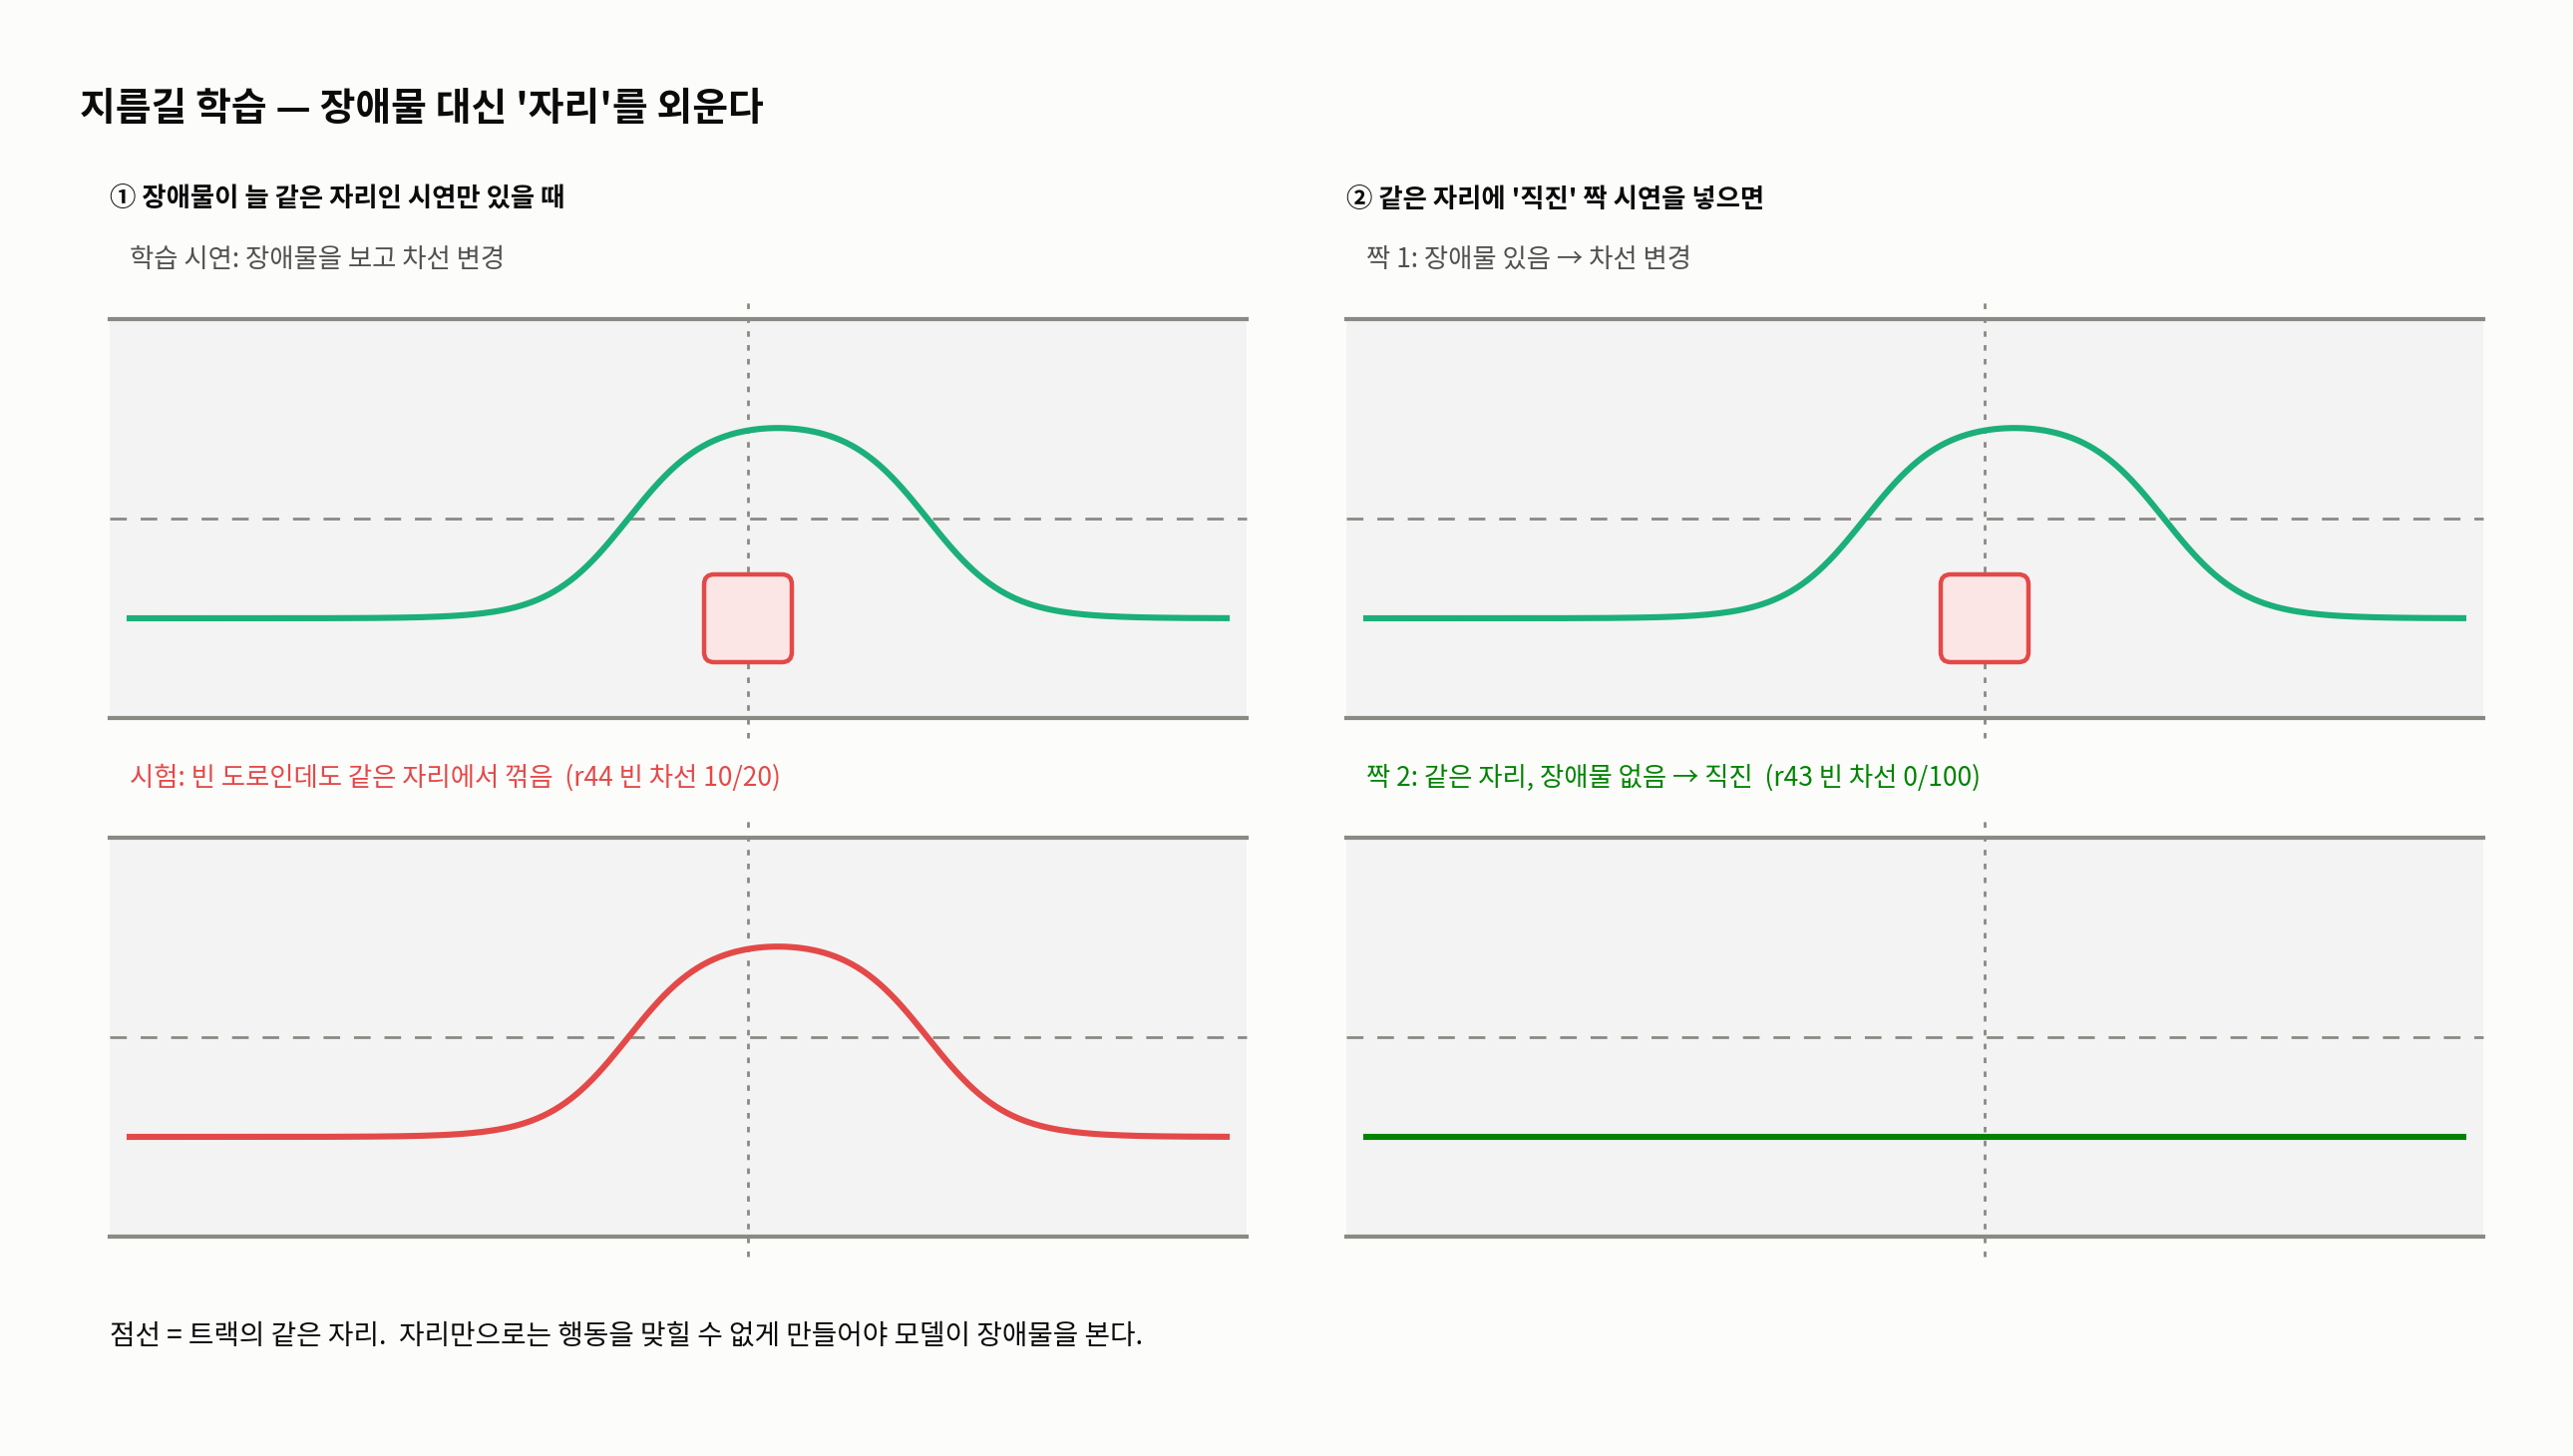 지름길 학습 — 장애물 대신 '자리'를 외운다
① 장애물이 늘 같은 자리인 시연만 있을 때
학습 시연: 장애물을 보고 차선 변경
시험: 빈 도로인데도 같은 자리에서 꺾음 (r44 빈 차선 10/20)
② 같은 자리에 '직진' 짝 시연을 넣으면
짝 1: 장애물 있음 → 차선 변경
짝 2: 같은 자리, 장애물 없음 → 직진 (r43 빈 차선 0/100)
점선 = 트랙의 같은 자리. 자리만으로는 행동을 맞힐 수 없게 만들어야 모델이 장애물을 본다.